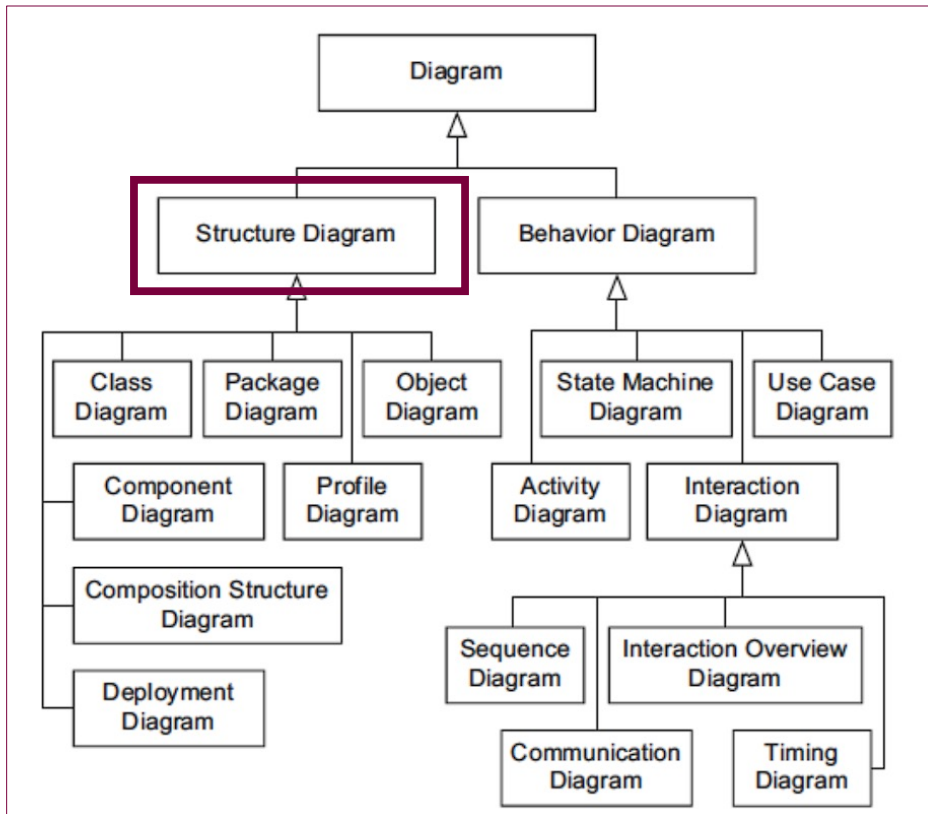 Diagram
Structure Diagram
Behavior Diagram
Class
Diagram
Package
Diagram
Object
Diagram
State Machine
Diagram
Use Case
Diagram
Component
Diagram
Profile
Diagram
Activity
Diagram
Interaction
Diagram
Composition Structure
Diagram
Deployment
Diagram
Sequence
Diagram
Interaction Overview
Diagram
Communication
Diagram
Timing
Diagram